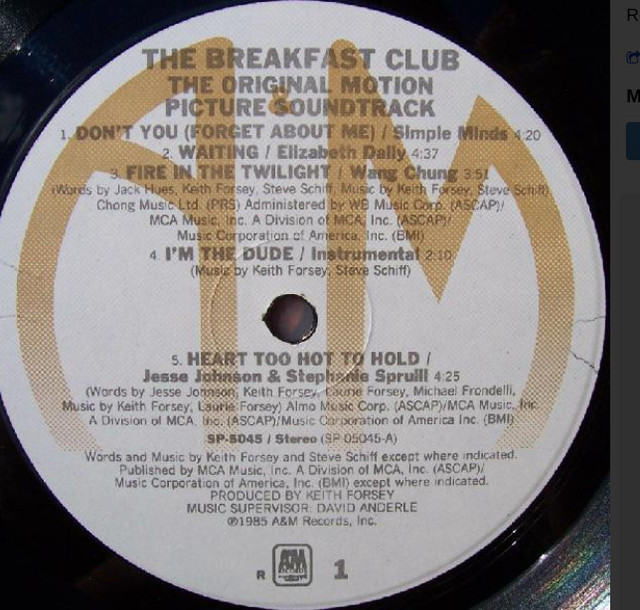 THE BREAKFAST CLUB
THE ORIGINAL MOTION
PICTURE SOUNDTRACK
1. DON'T YOU (FORGET ABOUT ME) / Simple Minds 4:20
2. WAITING / Elizabeth Daily 4:37
3. FIRE IN THE TWILIGHT / Wang Chung 3:51
(Words by Jack Hues, Keith Forsey, Steve Schiff, Music by Keith Forsey, Steve Schiff)
Chong Music Ltd. (PRS) Administered by WB Music Corp. (ASCAP)/
MCA Music, Inc. A Division of MCA, Inc. (ASCAP)/
Music Corporation of America, Inc. (BMI)
4. I'M THE DUDE / Instrumental 2:10
(Music by Keith Forsey, Steve Schiff)
5. HEART TOO HOT TO HOLD /
Jesse Johnson & Stephanie Spruill 4:25
(Words by Jesse Johnson, Keith Forsey, Laurie Forsey, Michael Frondelli,
Music by Keith Forsey, Laurie Forsey) Almo Music Corp. (ASCAP)/MCA Music, Inc.
A Division of MCA, Inc. (ASCAP)/Music Corporation of America Inc. (BMI)
SP-5045 / Stereo (SP-05045-A)
Words and Music by Keith Forsey and Steve Schiff except where indicated.
Published by MCA Music, Inc. A Division of MCA, Inc. (ASCAP)/
Music Corporation of America, Inc. (BMI) except where indicated.
PRODUCED BY KEITH FORSEY
MUSIC SUPERVISOR: DAVID ANDERLE
℗1985 A&M Records, Inc.
R A&M 1
R
M